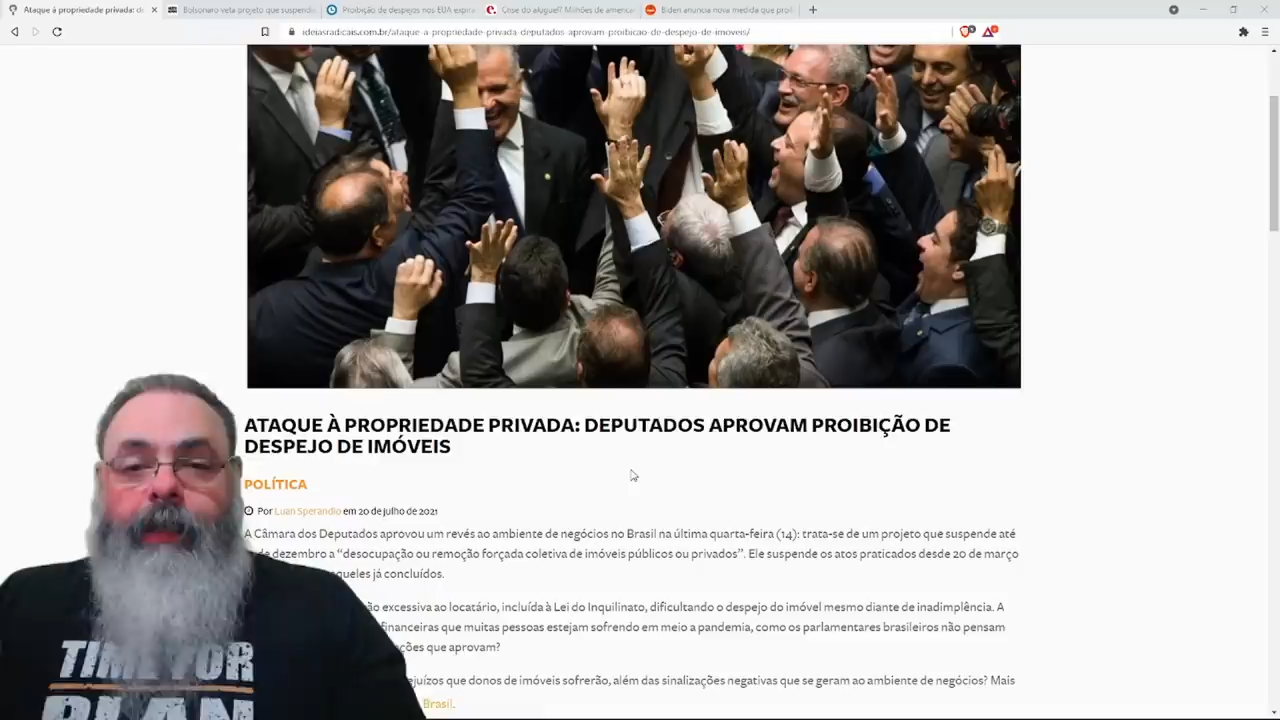 Ataque à propriedade privada: de
Bolsonaro veta projeto que suspend
Proibição de despejos nos EUA expira
Crise do aluguel? Milhões de america
Biden anuncia nova medida que proí
ideiasradicais.com.br/ataque-a-propriedade-privada-deputados-aprovam-proibicao-de-despejo-de-imoveis/
ATAQUE À PROPRIEDADE PRIVADA: DEPUTADOS APROVAM PROIBIÇÃO DE
DESPEJO DE IMÓVEIS
POLÍTICA
Por Luan Sperandio em 20 de julho de 2021
A Câmara dos Deputados aprovou um revés ao ambiente de negócios no Brasil na última quarta-feira (14): trata-se de um projeto que suspende até
de dezembro a “desocupação ou remoção forçada coletiva de imóveis públicos ou privados”. Ele suspende os atos praticados desde 20 de março
aqueles já concluídos.
excessiva ao locatário, incluída à Lei do Inquilinato, dificultando o despejo do imóvel mesmo diante de inadimplência. A
financeiras que muitas pessoas estejam sofrendo em meio a pandemia, como os parlamentares brasileiros não pensam
que aprovam?
que donos de imóveis sofrerão, além das sinalizações negativas que se geram ao ambiente de negócios? Mais
Brasil.
TIME FOR
PLAN